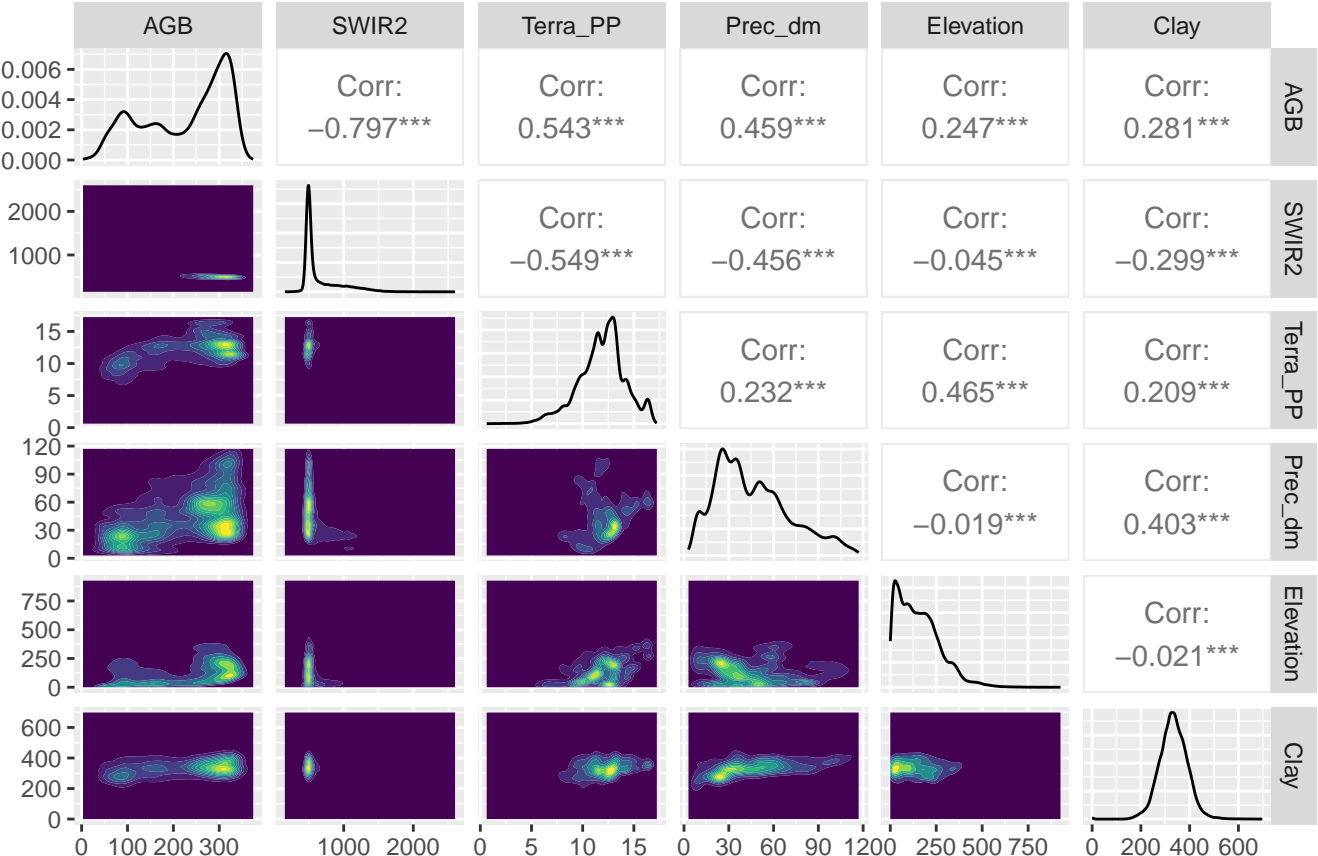 AGB SWIR2 Terra_PP Prec_dm Elevation Clay
0.006
0.004
0.002
0.000
Corr:
−0.797***
Corr:
0.543***
Corr:
0.459***
Corr:
0.247***
Corr:
0.281***
AGB
2000
1000
Corr:
−0.549***
Corr:
−0.456***
Corr:
−0.045***
Corr:
−0.299***
SWIR2
15
10
5
0
Corr:
0.232***
Corr:
0.465***
Corr:
0.209***
Terra_PP
120
90
60
30
0
Corr:
−0.019***
Corr:
0.403***
Prec_dm
750
500
250
0
Corr:
−0.021***
Elevation
600
400
200
0
Clay
0 100 200 300
1000 2000
0 5 10 15
0 30 60 90 120
0 250 500 750
0 200 400 600